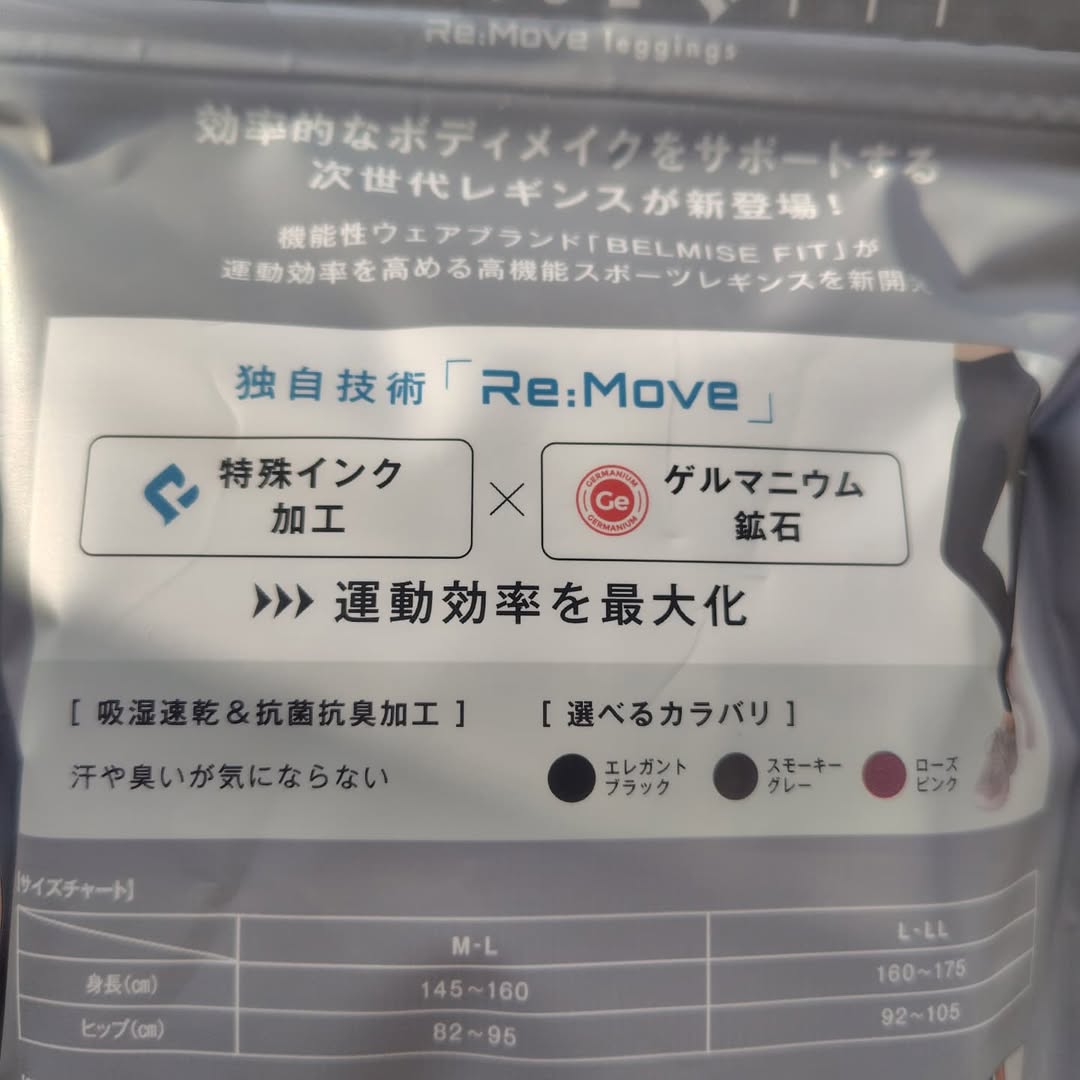 Re:Move leggings
効率的なボディメイクをサポートする
次世代レギンスが新登場!
機能性ウェアブランド「BELMISE FIT」が
運動効率を高める高機能スポーツレギンスを新開
独自技術「Re:Move」
特殊インク
加工
×
GERMANIUM
Ge
GERMANIUM
ゲルマニウム
鉱石
運動効率を最大化
[ 吸湿速乾&抗菌抗臭加工 ]
汗や臭いが気にならない
[ 選べるカラバリ ]
エレガント
ブラック
スモーキー
グレー
ローズ
ピンク
【サイズチャート】
M-L L-LL
身長(cm) 145~160 160~175
ヒップ(cm) 82~95 92~105